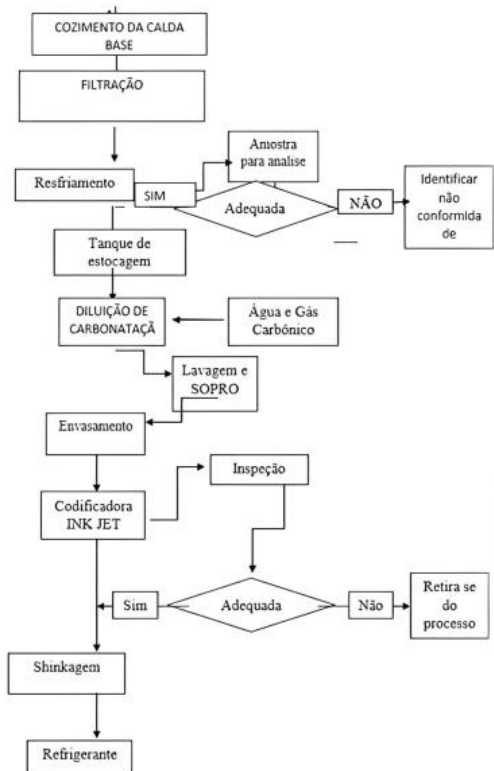 COZIMENTO DA CALDA
BASE
FILTRAÇÃO
Amostra
para analise
Resfriamento
SIM
Adequada
NÃO
Identificar
não
conformida
de
Tanque de
estocagem
DILUIÇÃO DE
CARBONATAÇÃ
Água e Gás
Carbônico
Lavagem e
SOPRO
Envasamento
Inspeção
Codificadora
INK JET
Sim
Adequada
Não
Retira se
do
processo
Shinkagem
Refrigerante